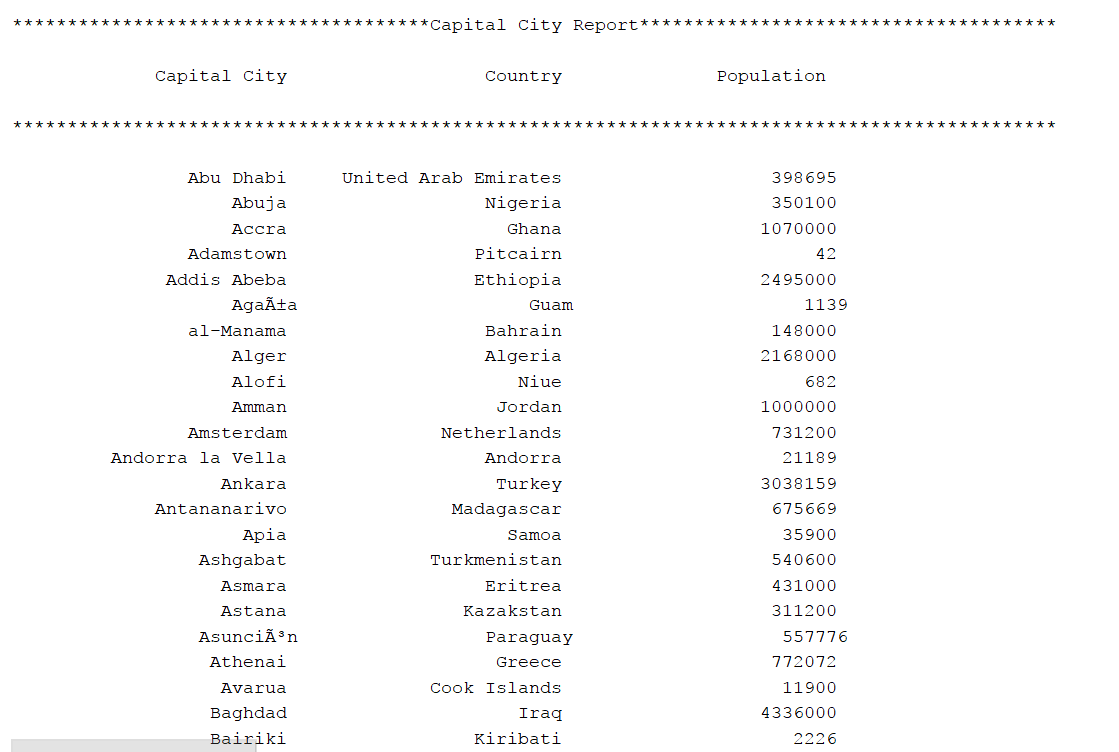 **************************************Capital City Report**************************************
Capital City Country Population
***********************************************************************************************
Abu Dhabi United Arab Emirates 398695
Abuja Nigeria 350100
Accra Ghana 1070000
Adamstown Pitcairn 42
Addis Abeba Ethiopia 2495000
AgaÃ±a Guam 1139
al-Manama Bahrain 148000
Alger Algeria 2168000
Alofi Niue 682
Amman Jordan 1000000
Amsterdam Netherlands 731200
Andorra la Vella Andorra 21189
Ankara Turkey 3038159
Antananarivo Madagascar 675669
Apia Samoa 35900
Ashgabat Turkmenistan 540600
Asmara Eritrea 431000
Astana Kazakstan 311200
AsunciÃ³n Paraguay 557776
Athenai Greece 772072
Avarua Cook Islands 11900
Baghdad Iraq 4336000
Bairiki Kiribati 2226